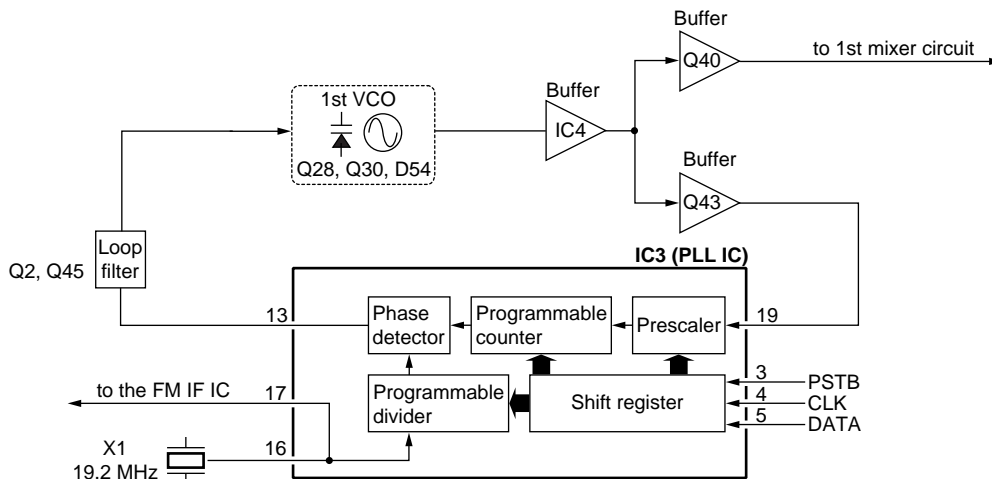 Buffer
Q40
to 1st mixer circuit
1st VCO
Q28, Q30, D54
Buffer
IC4
Buffer
Q43
Loop
filter
Q2, Q45
IC3 (PLL IC)
13
Phase
detector
Programmable
counter
Prescaler
19
Programmable
divider
Shift register
3
PSTB
4
CLK
5
DATA
to the FM IF IC
17
16
X1
19.2 MHz